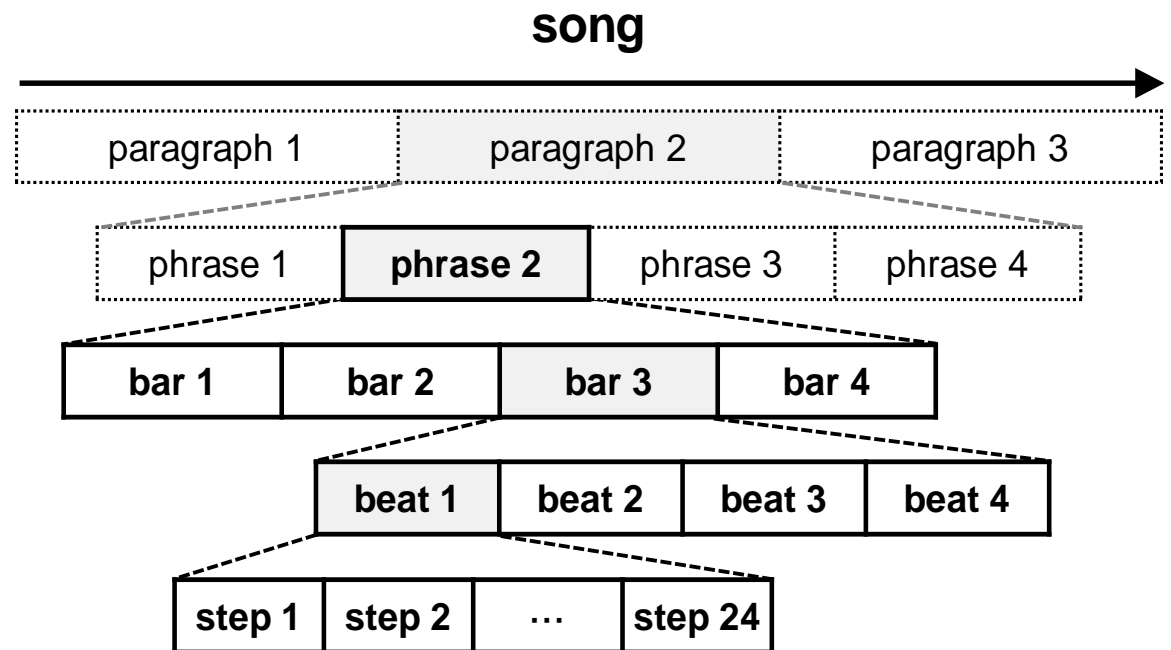 song
paragraph 1 paragraph 2 paragraph 3
phrase 1 phrase 2 phrase 3 phrase 4
bar 1 bar 2 bar 3 bar 4
beat 1 beat 2 beat 3 beat 4
step 1 step 2 ... step 24